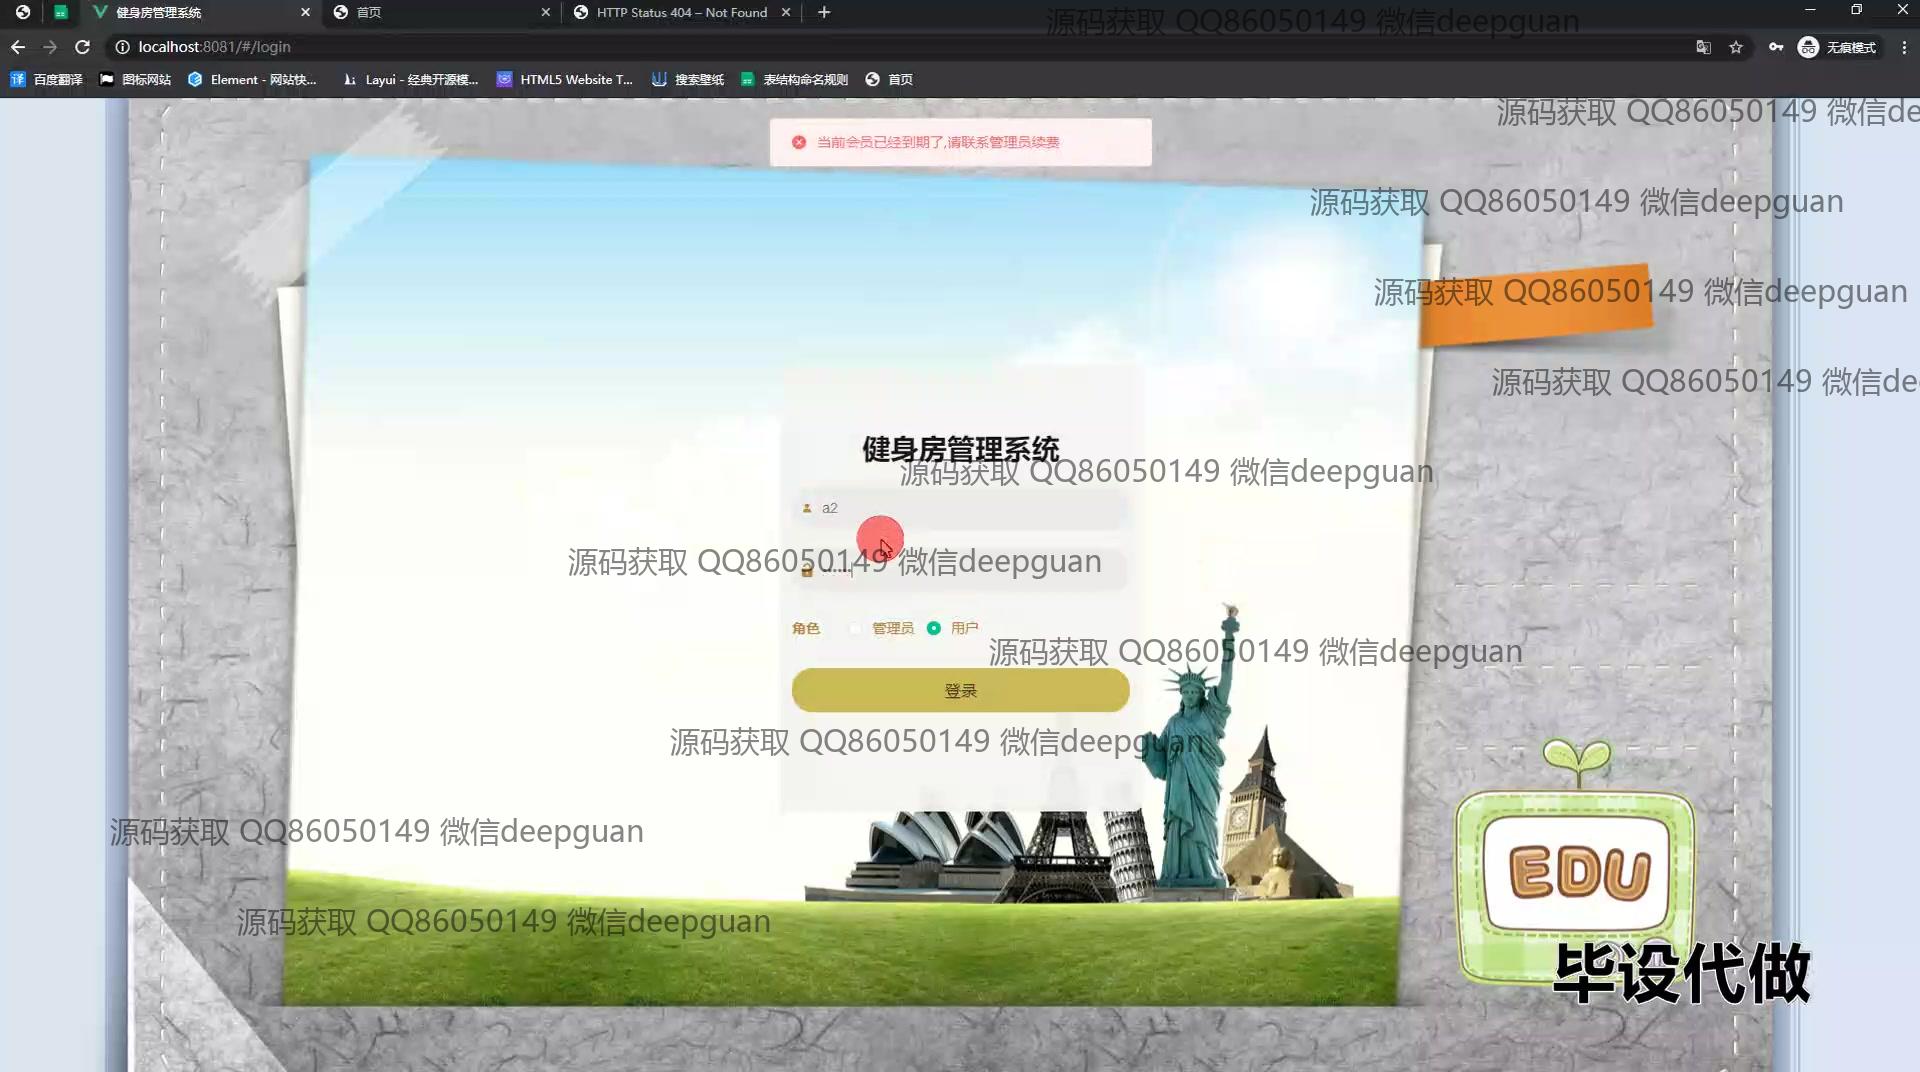 健身房管理系统
首页
HTTP Status 404 – Not Found
源码获取 QQ86050149 微信deepguan
localhost:8081/#/login
无痕模式
百度翻译
图标网站
Element - 网站快...
Layui - 经典开源模...
HTML5 Website T...
搜索壁纸
表结构命名规则
首页
源码获取 QQ86050149 微信de
当前会员已经到期了,请联系管理员续费
源码获取 QQ86050149 微信deepguan
源码获取 QQ86050149 微信deepguan
源码获取 QQ86050149 微信de
健身房管理系统
源码获取 QQ86050149 微信deepguan
a2
源码获取 QQ86050149 微信deepguan
角色
管理员
用户
源码获取 QQ86050149 微信deepguan
登录
源码获取 QQ86050149 微信deepguan
源码获取 QQ86050149 微信deepguan
EDU
源码获取 QQ86050149 微信deepguan
毕设代做